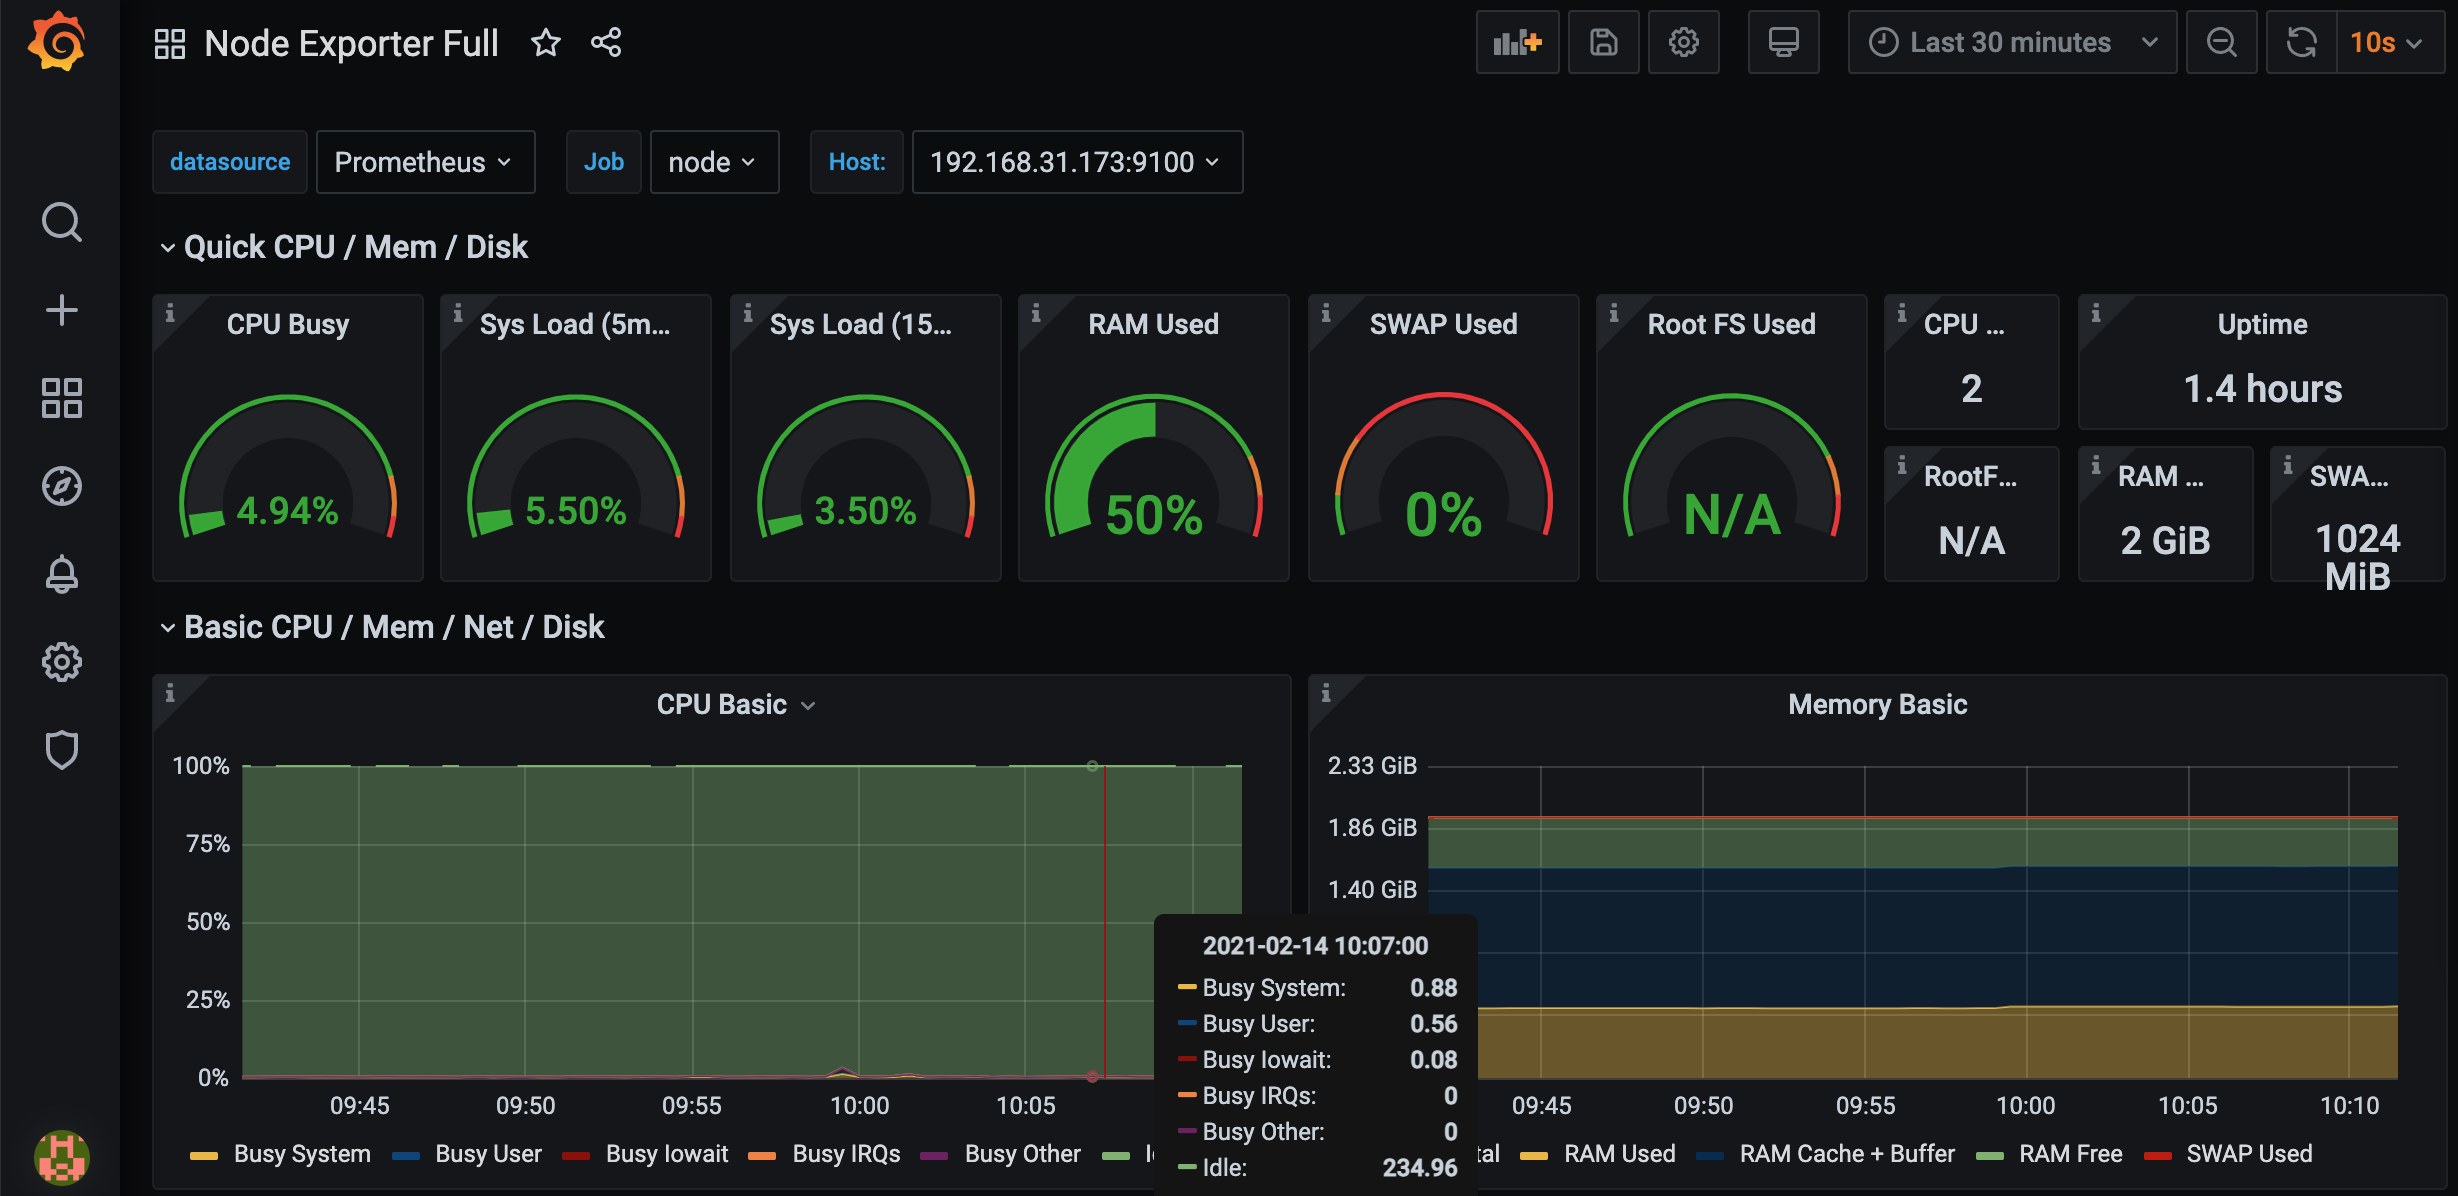 Node Exporter Full
Last 30 minutes
10s
datasource
Prometheus
Job
node
Host:
192.168.31.173:9100
Quick CPU / Mem / Disk
CPU Busy
Sys Load (5m...
Sys Load (15...
RAM Used
SWAP Used
Root FS Used
CPU ...
Uptime
4.94%
5.50%
3.50%
50%
0%
N/A
2
1.4 hours
RootF...
RAM ...
SWA...
N/A
2 GiB
1024
MiB
Basic CPU / Mem / Net / Disk
CPU Basic
100%
75%
50%
25%
0%
09:45
09:50
09:55
10:00
10:05
Busy System
Busy User
Busy Iowait
Busy IRQs
Busy Other
2021-02-14 10:07:00
Busy System: 0.88
Busy User: 0.56
Busy Iowait: 0.08
Busy IRQs: 0
Busy Other: 0
Idle: 234.96
Memory Basic
2.33 GiB
1.86 GiB
1.40 GiB
09:45
09:50
09:55
10:00
10:05
10:10
tal
RAM Used
RAM Cache + Buffer
RAM Free
SWAP Used